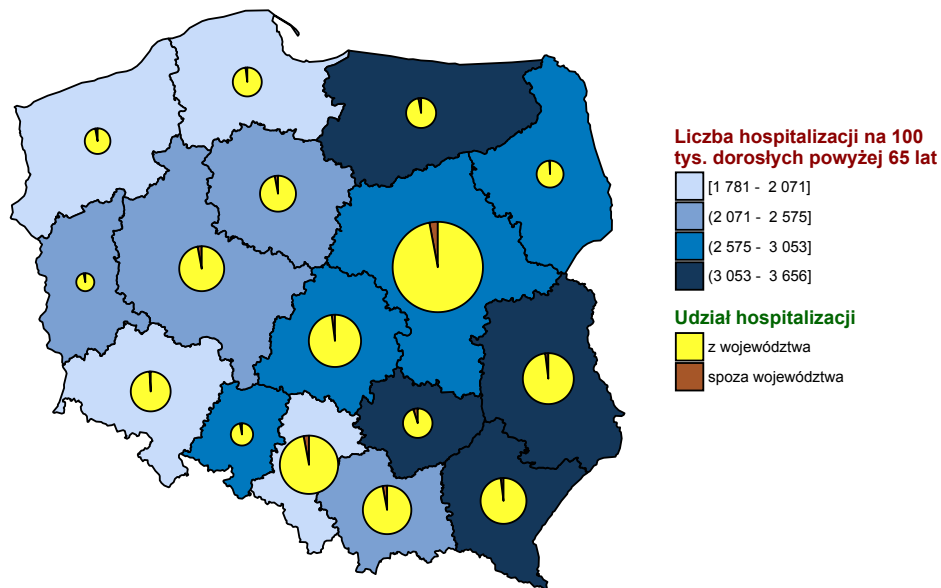 Liczba hospitalizacji na 100
tys. dorosłych powyżej 65 lat
[1 781 - 2 071]
(2 071 - 2 575]
(2 575 - 3 053]
(3 053 - 3 656]
Udział hospitalizacji
z województwa
spoza województwa